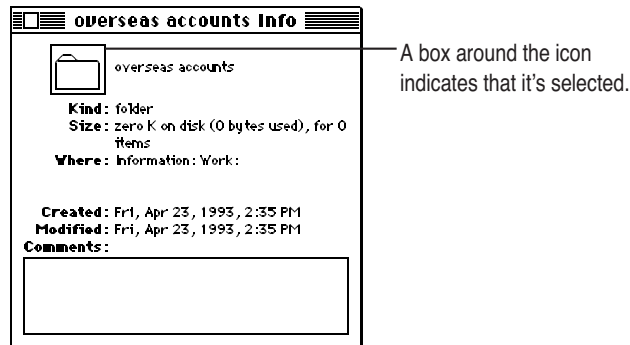 overseas accounts Info
overseas accounts
Kind: folder
Size: zero K on disk (0 bytes used), for 0
items
Where: Information: Work:
Created: Fri, Apr 23, 1993, 2:35 PM
Modified: Fri, Apr 23, 1993, 2:35 PM
Comments:
A box around the icon
indicates that it's selected.